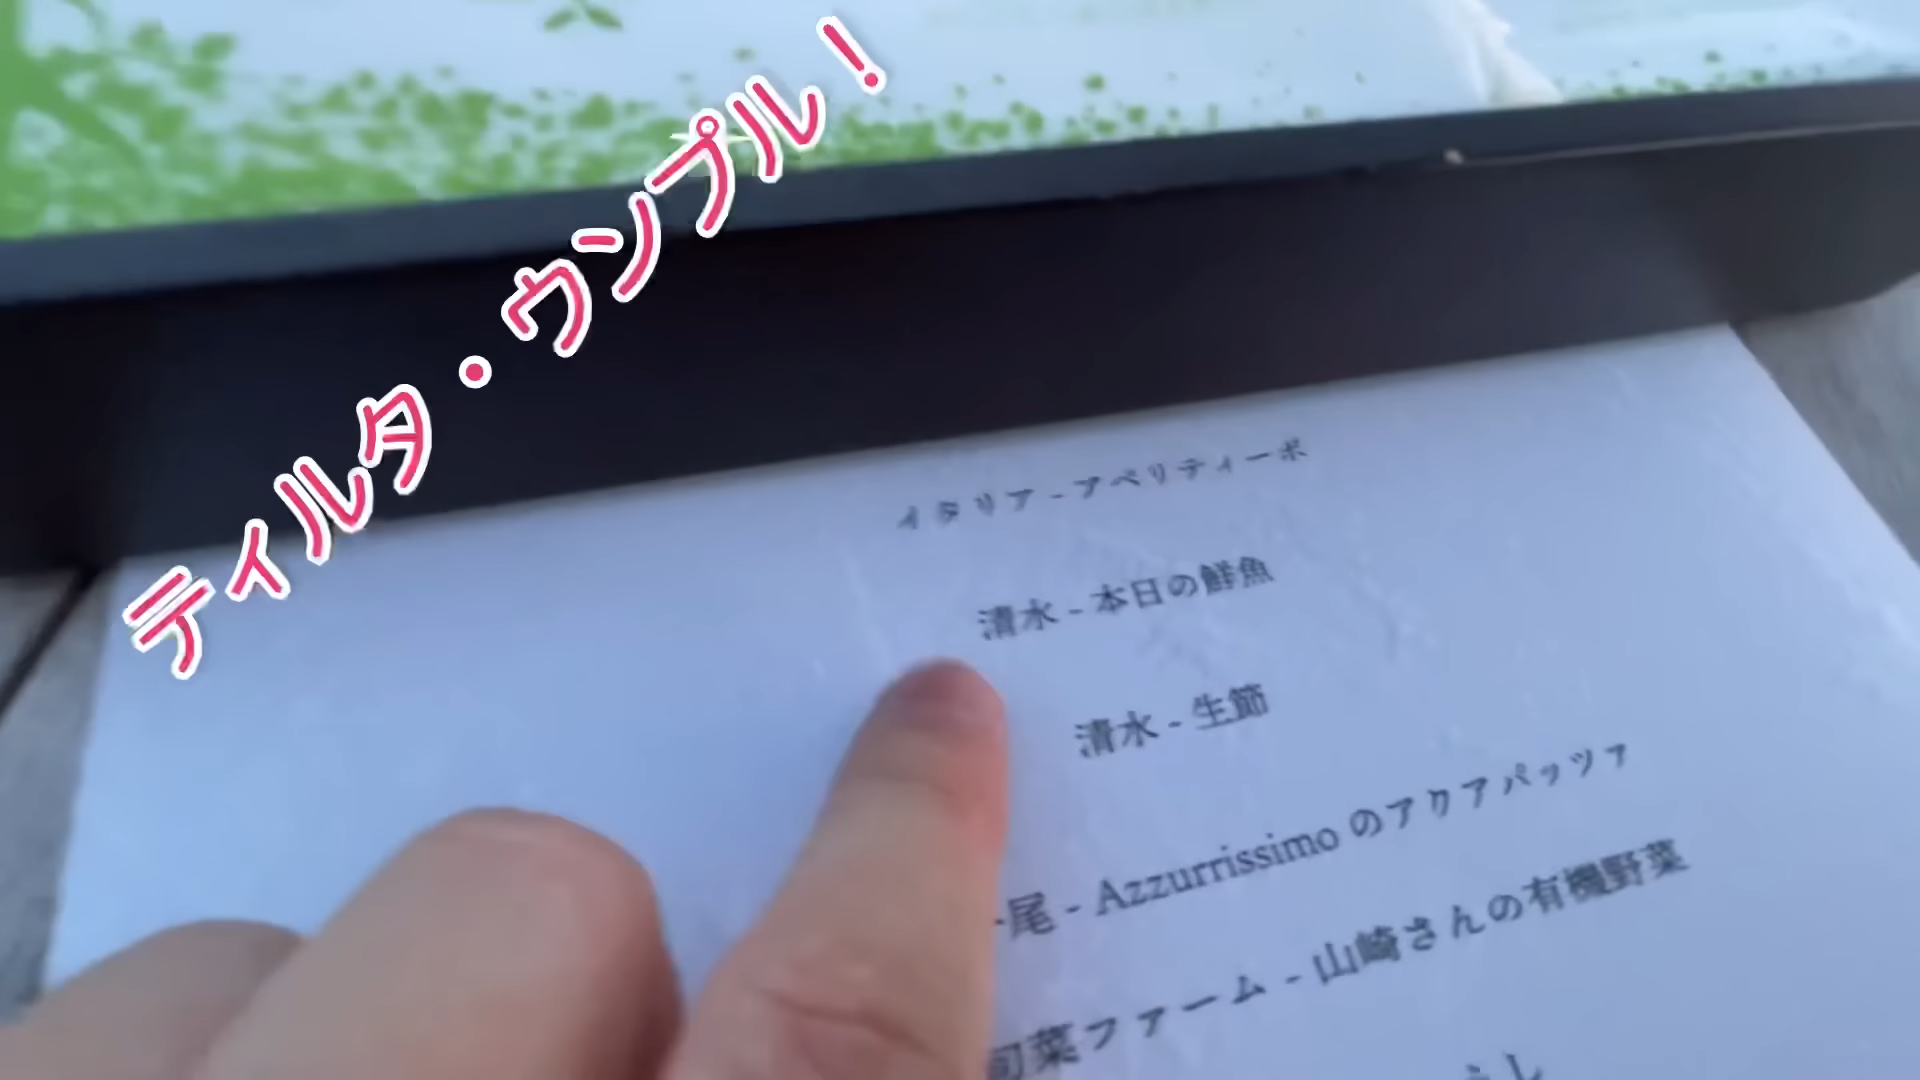 ティルタ・ウンプル！
イタリア - アペリティーボ
清水 - 本日の鮮魚
清水 - 生節
尾 - Azzurrissimo のアクアパッツァ
旬菜ファーム - 山崎さんの有機野菜